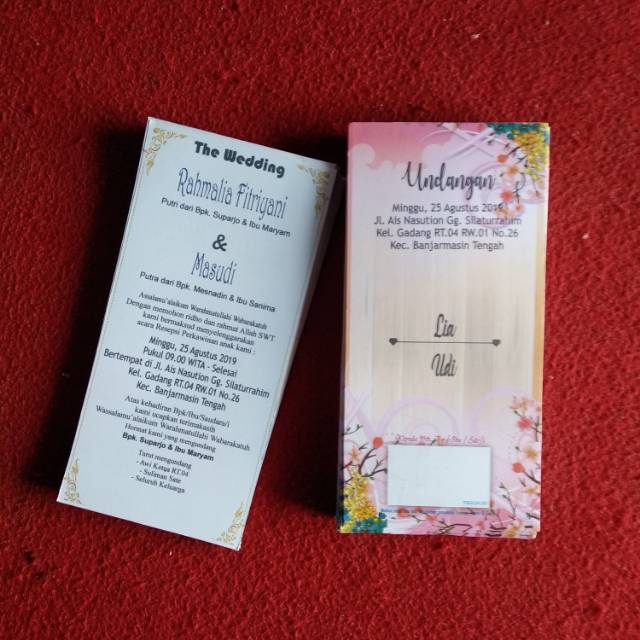 The Wedding
Rahmalia Fitriyani
Putri dari Bpk. Suparjo & Ibu Maryam
&
Masudi
Putra dari Bpk. Mesnadin & Ibu Sanima
Assalamu'alaikum Warahmatullahi Wabarakatuh
Dengan memohon ridho dan rahmat Allah SWT
kami bermaksud menyelenggarakan
acara Resepsi Perkawinan anak kami :
Minggu, 25 Agustus 2019
Pukul 09.00 WITA - Selesai
Bertempat di Jl. Ais Nasution Gg. Silaturrahim
Kel. Gadang RT.04 RW.01 No.26
Kec. Banjarmasin Tengah
Atas kehadiran Bpk/Ibu/Saudara/i
kami ucapkan terimakasih
Wassalamu'alaikum Warahmatullahi Wabarakatuh
Hormat kami yang mengundang
Bpk. Suparjo & Ibu Maryam
Turut mengundang
- Awi Ketua RT.04
- Suliman Sate
- Seluruh Keluarga
Undangan
Minggu, 25 Agustus 2019
Jl. Ais Nasution Gg. Silaturrahim
Kel. Gadang RT.04 RW.01 No.26
Kec. Banjarmasin Tengah
Lia
Udi